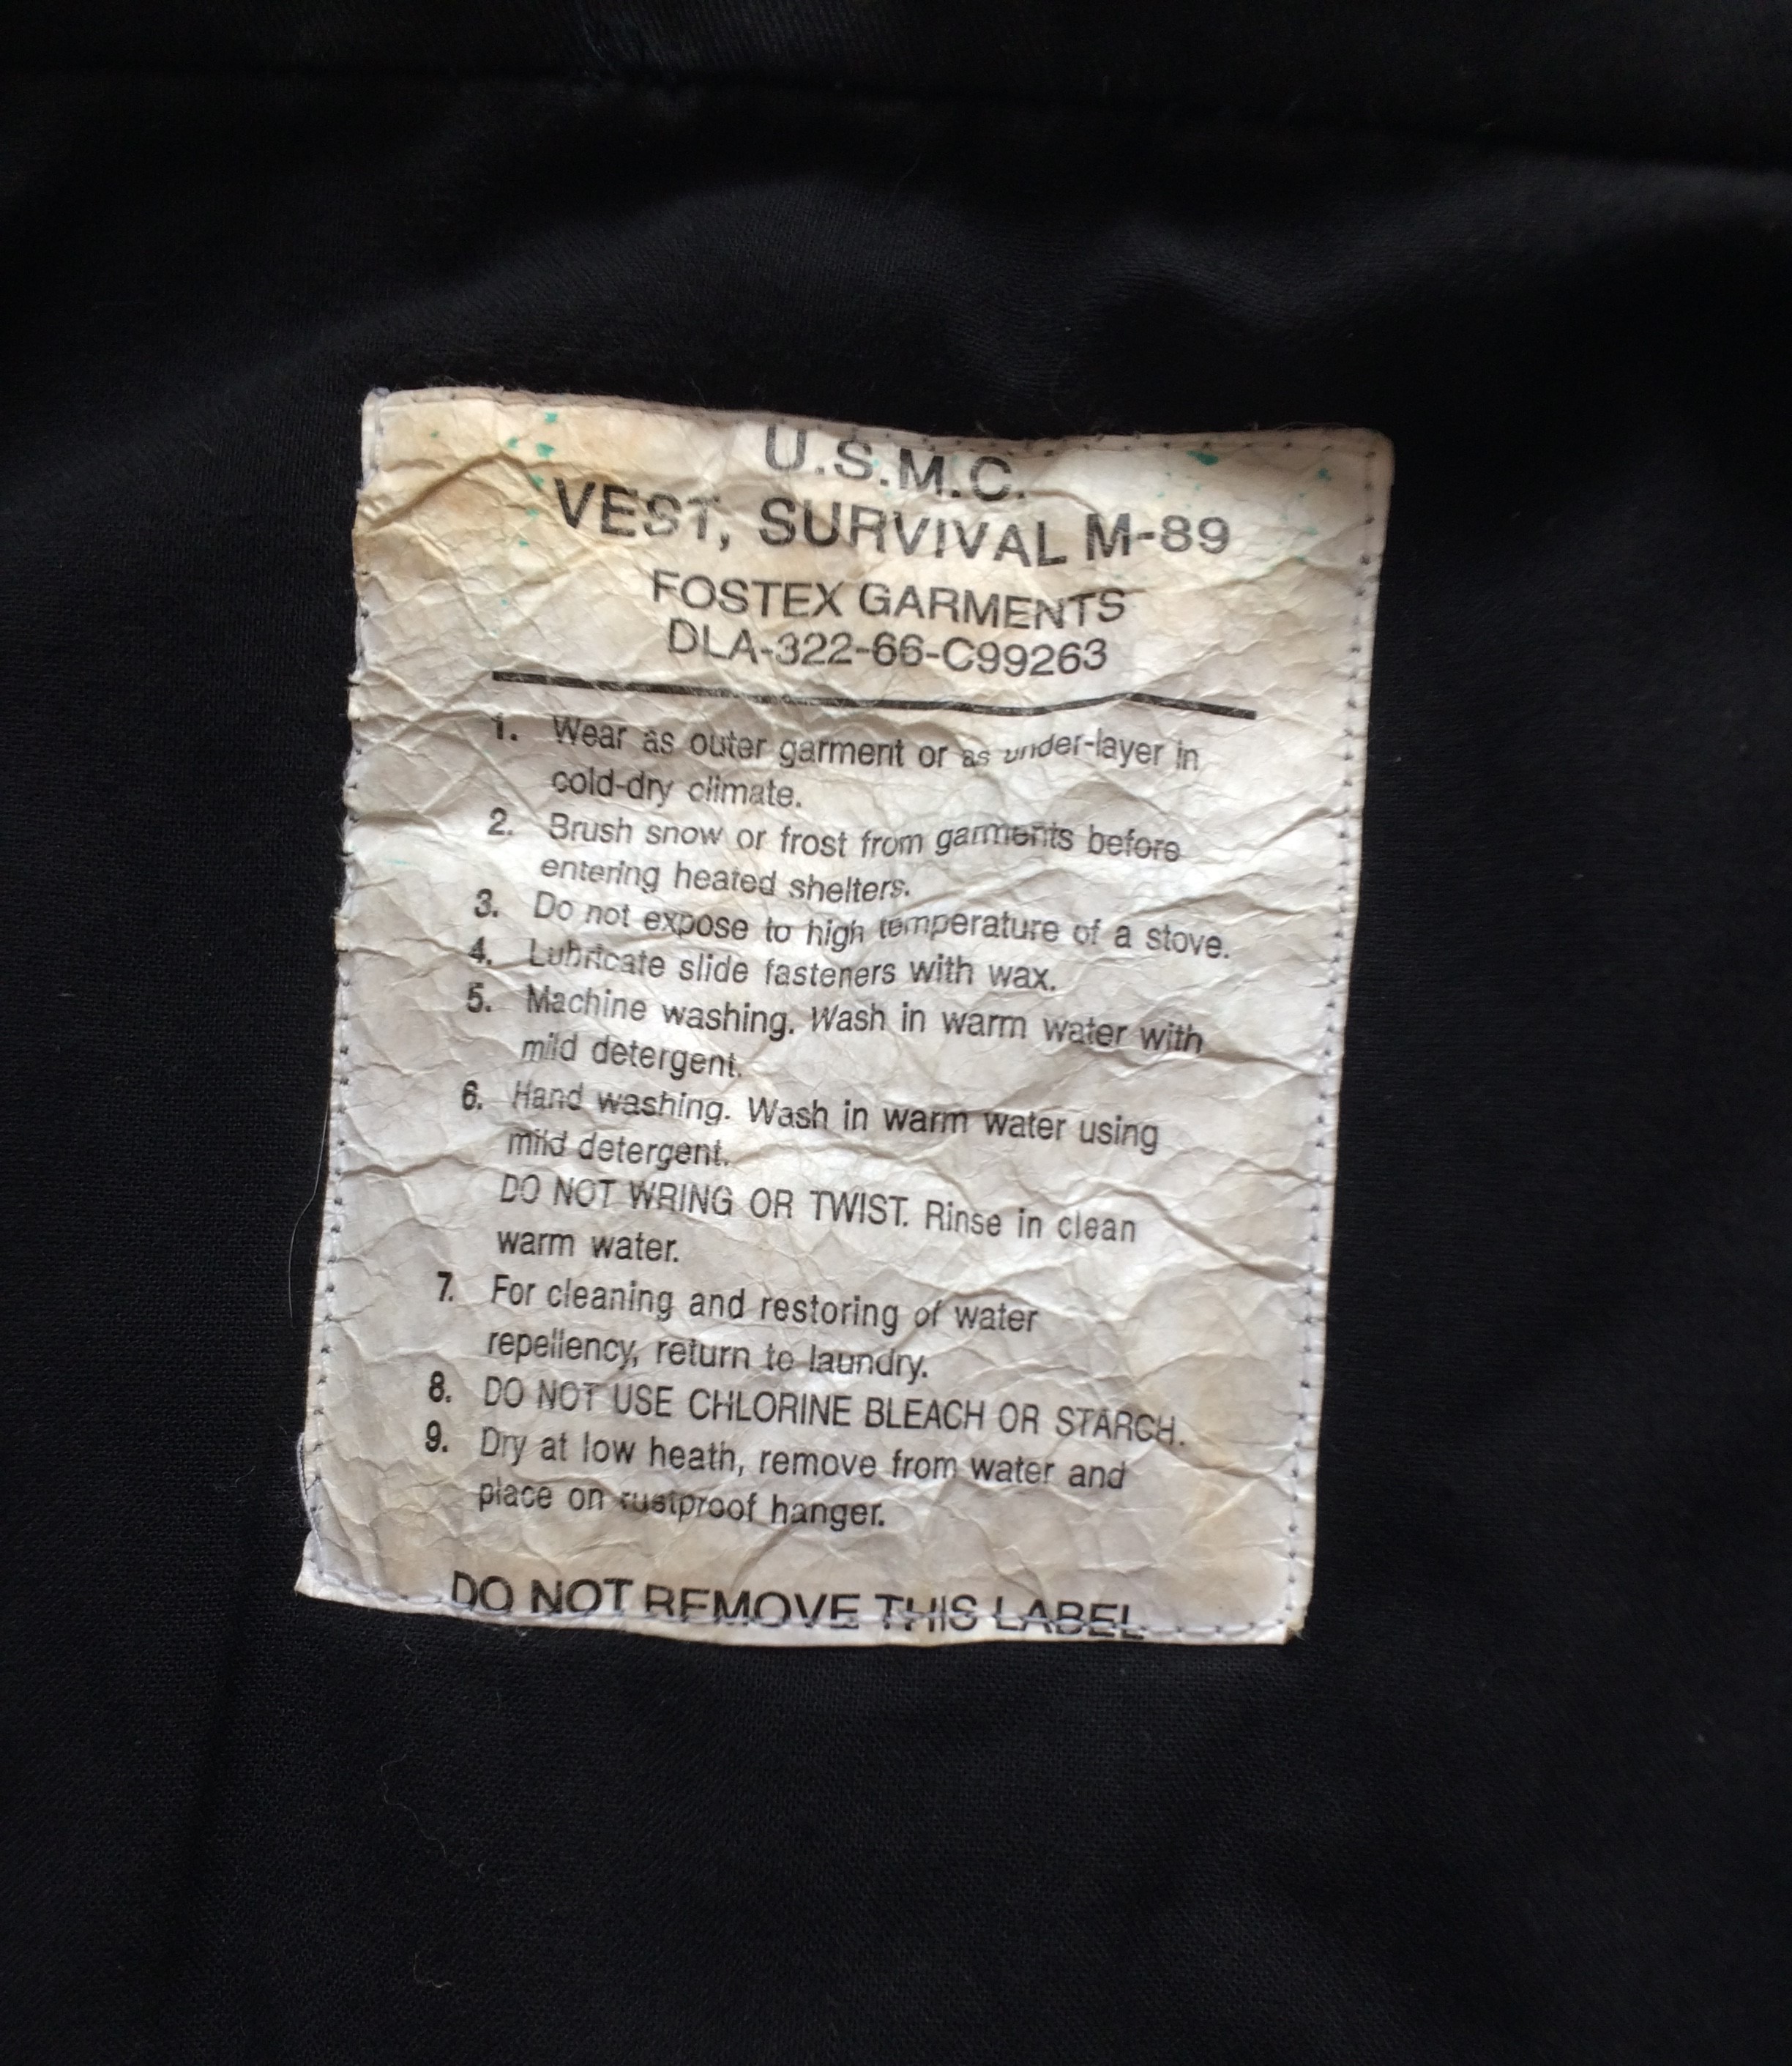 U.S.M.C.
VEST, SURVIVAL M-89
FOSTEX GARMENTS
DLA-322-66-C99263
1. Wear as outer garment or as under-layer in
cold-dry climate.
2. Brush snow or frost from garments before
entering heated shelters.
3. Do not expose to high temperature of a stove.
4. Lubricate slide fasteners with wax.
5. Machine washing. Wash in warm water with
mild detergent.
6. Hand washing. Wash in warm water using
mild detergent.
DO NOT WRING OR TWIST. Rinse in clean
warm water.
7. For cleaning and restoring of water
repellency, return to laundry.
8. DO NOT USE CHLORINE BLEACH OR STARCH.
9. Dry at low heath, remove from water and
place on rustproof hanger.
DO NOT REMOVE THIS LABEL